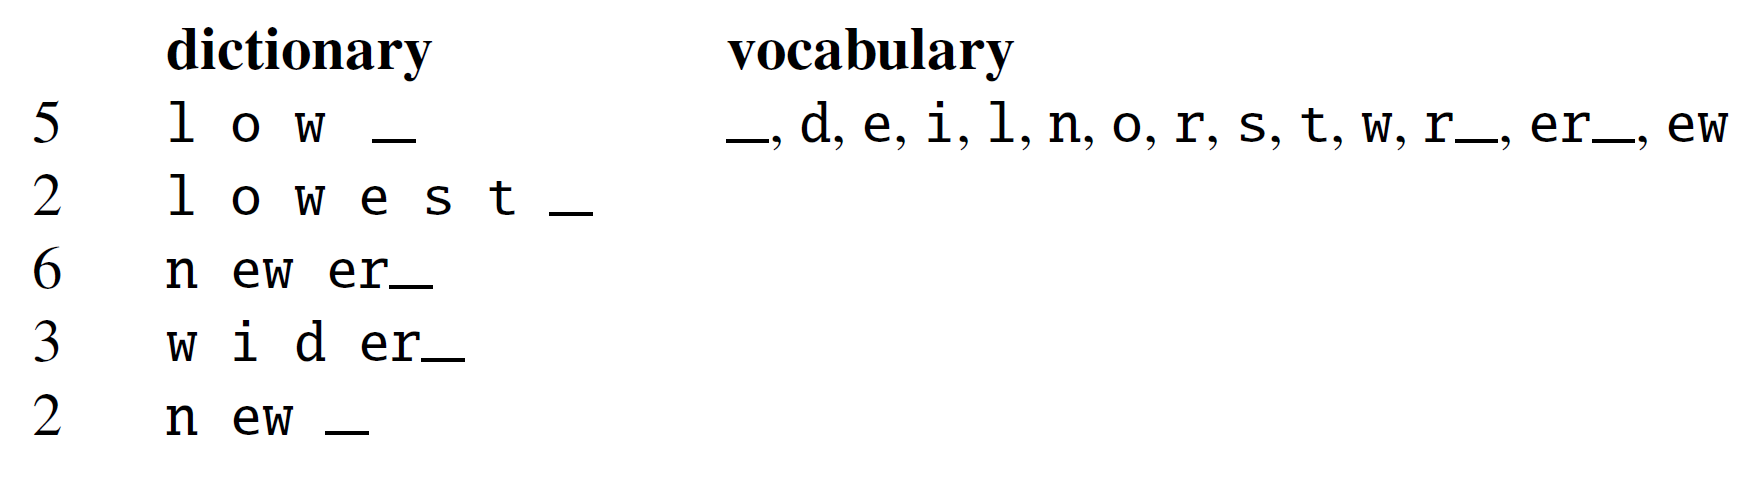 dictionary vocabulary
5 l o w _ _, d, e, i, l, n, o, r, s, t, w, r_, er_, ew
2 l o w e s t _
6 n ew er_
3 w i d er_
2 n ew _